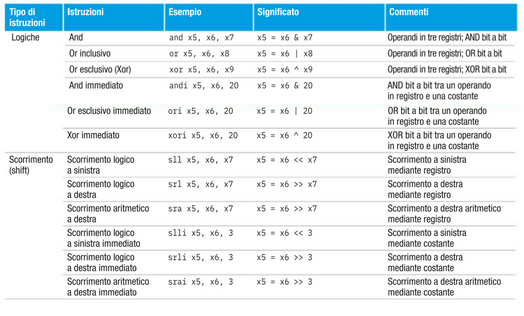 Tipo di istruzioni Istruzioni Esempio Significato Commenti
Logiche And and x5, x6, x7 x5 = x6 & x7 Operandi in tre registri; AND bit a bit
Or inclusivo or x5, x6, x8 x5 = x6 | x8 Operandi in tre registri; OR bit a bit
Or esclusivo (Xor) xor x5, x6, x9 x5 = x6 ^ x9 Operandi in tre registri; XOR bit a bit
And immediato andi x5, x6, 20 x5 = x6 & 20 AND bit a bit tra un operando
in registro e una costante
Or esclusivo immediato ori x5, x6, 20 x5 = x6 | 20 OR bit a bit tra un operando
in registro e una costante
Xor immediato xori x5, x6, 20 x5 = x6 ^ 20 XOR bit a bit tra un operando
in registro e una costante
Scorrimento (shift) Scorrimento logico a sinistra sll x5, x6, x7 x5 = x6 << x7 Scorrimento a sinistra
mediante registro
Scorrimento logico a destra srl x5, x6, x7 x5 = x6 >> x7 Scorrimento a destra
mediante registro
Scorrimento aritmetico a destra sra x5, x6, x7 x5 = x6 >> x7 Scorrimento a destra aritmetico
mediante registro
Scorrimento logico a sinistra immediato slli x5, x6, 3 x5 = x6 << 3 Scorrimento a sinistra
mediante costante
Scorrimento logico a destra immediato srli x5, x6, 3 x5 = x6 >> 3 Scorrimento a destra
mediante costante
Scorrimento aritmetico a destra immediato srai x5, x6, 3 x5 = x6 >> 3 Scorrimento a destra aritmetico
mediante costante